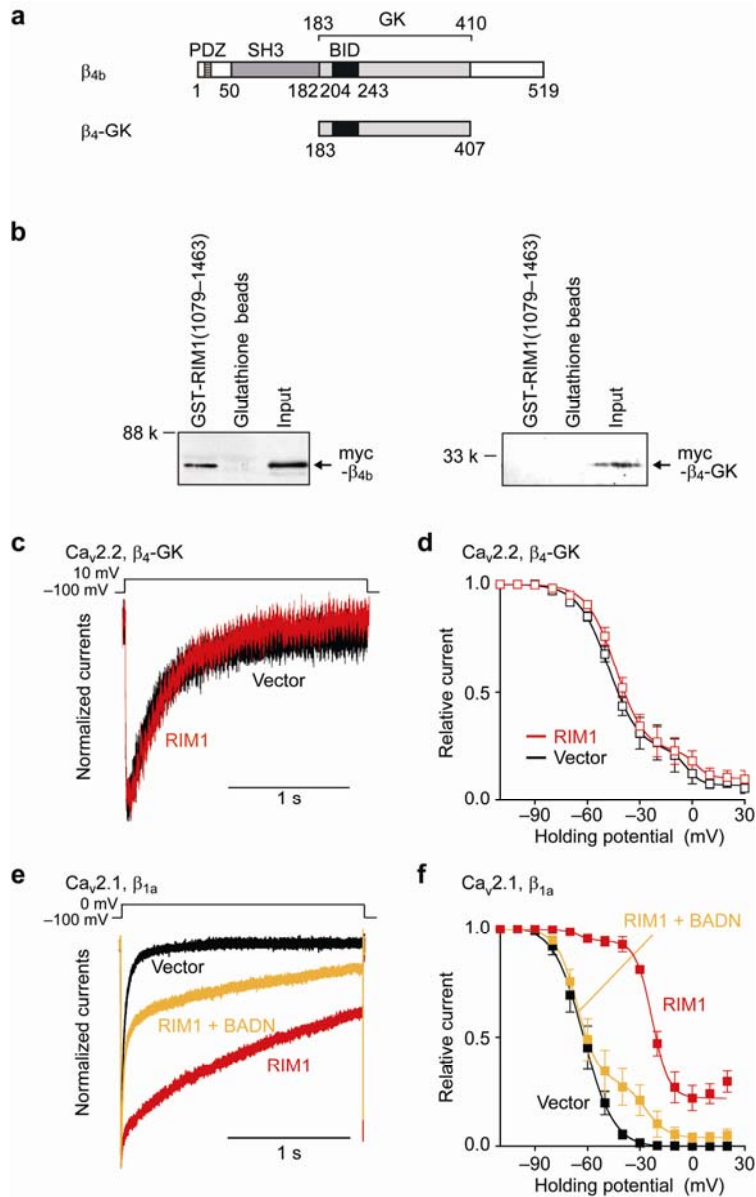 a
183 GK 410
PDZ SH3 BID
β4b
1 50 182 204 243 519
β4-GK
183 407
b
GST-RIM1(1079–1463)
Glutathione beads
Input
88 k
myc
-β4b
GST-RIM1(1079–1463)
Glutathione beads
Input
33 k
myc
-β4-GK
c Cav2.2, β4-GK
10 mV
–100 mV
Normalized currents
Vector
RIM1
1 s
d Cav2.2, β4-GK
1.0
0.5
0.0
Relative current
RIM1
Vector
–90 –60 –30 0 30
Holding potential (mV)
e Cav2.1, β1a
0 mV
–100 mV
Normalized currents
Vector
RIM1 + BADN
RIM1
1 s
f Cav2.1, β1a
RIM1 + BADN
1.0
0.5
0.0
Relative current
RIM1
Vector
–90 –60 –30 0 30
Holding potential (mV)